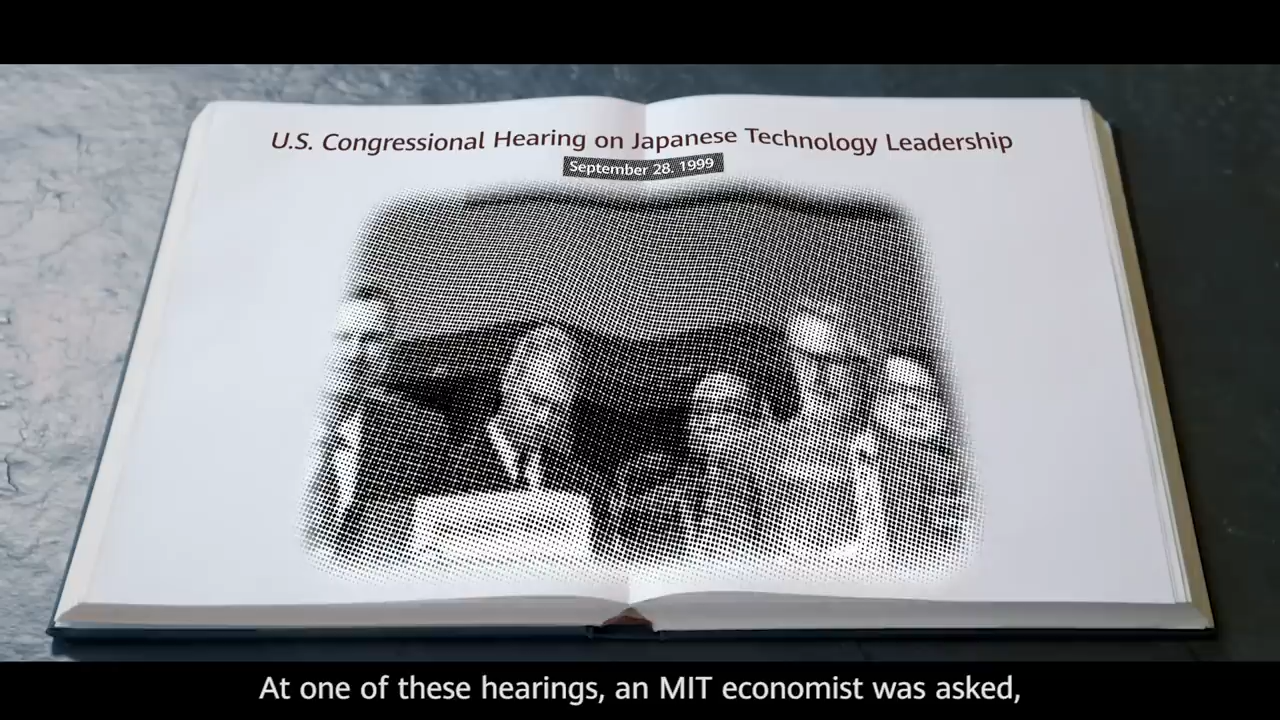 U.S. Congressional Hearing on Japanese Technology Leadership
September 28. 1999
At one of these hearings, an MIT economist was asked,